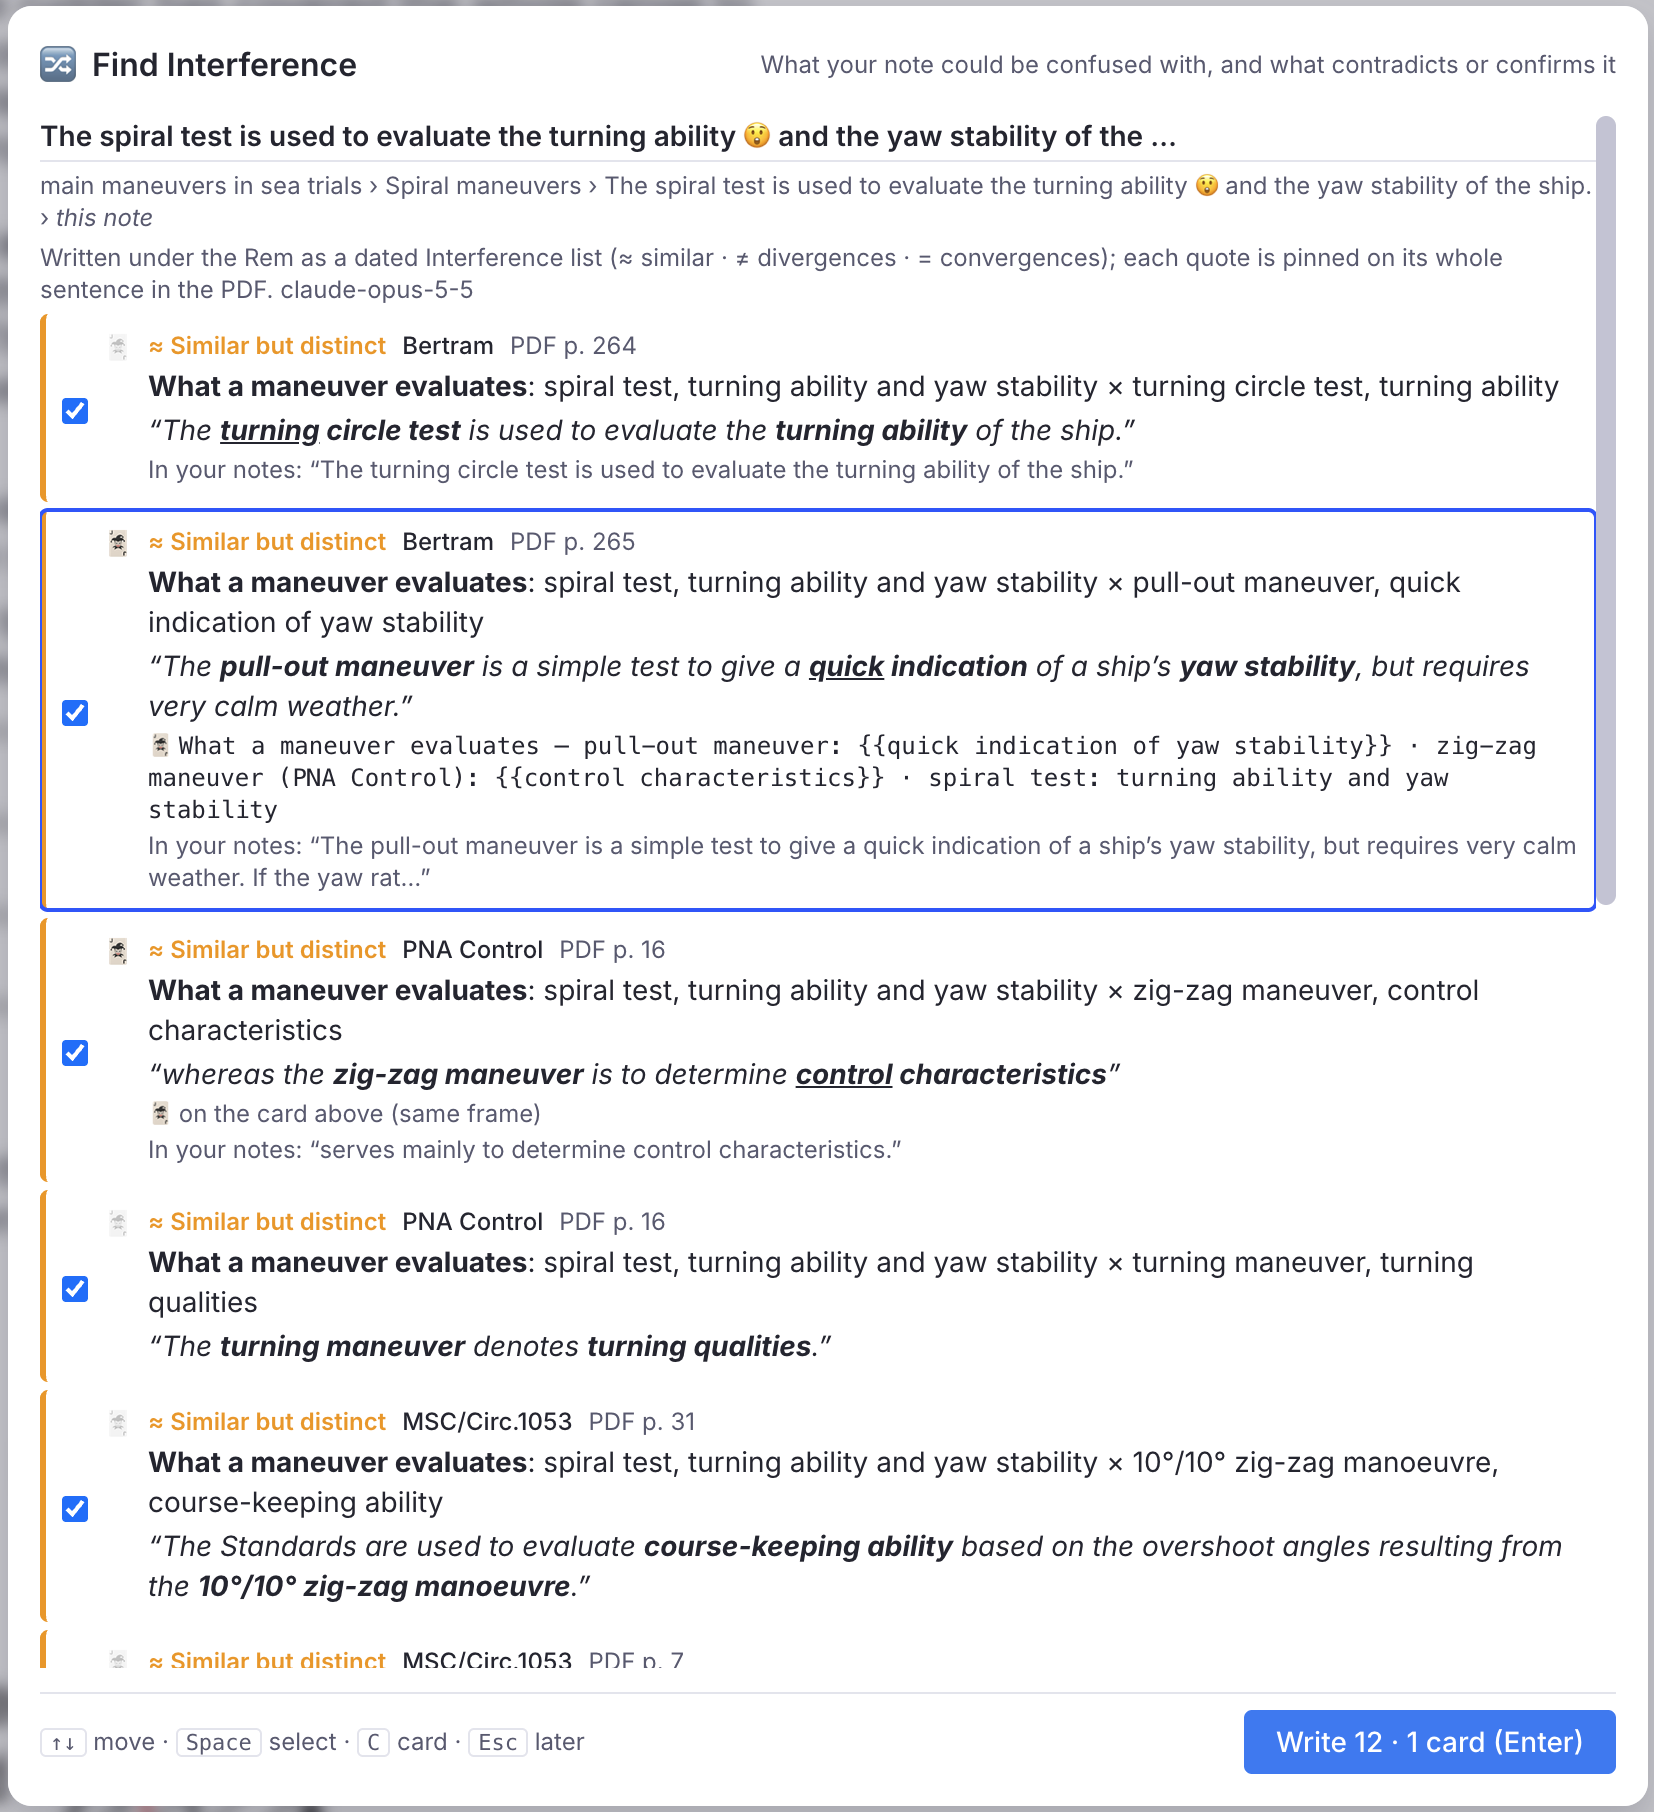 🔀 Find Interference
What your note could be confused with, and what contradicts or confirms it
The spiral test is used to evaluate the turning ability 😲 and the yaw stability of the ...
main maneuvers in sea trials › Spiral maneuvers › The spiral test is used to evaluate the turning ability 😲 and the yaw stability of the ship.
› this note
Written under the Rem as a dated Interference list (≈ similar · ≠ divergences · = convergences); each quote is pinned on its whole
sentence in the PDF. claude-opus-5-5
≈ Similar but distinct Bertram PDF p. 264
What a maneuver evaluates: spiral test, turning ability and yaw stability × turning circle test, turning ability
“The turning circle test is used to evaluate the turning ability of the ship.”
In your notes: “The turning circle test is used to evaluate the turning ability of the ship.”
≈ Similar but distinct Bertram PDF p. 265
What a maneuver evaluates: spiral test, turning ability and yaw stability × pull-out maneuver, quick
indication of yaw stability
“The pull-out maneuver is a simple test to give a quick indication of a ship’s yaw stability, but requires
very calm weather.”
What a maneuver evaluates — pull-out maneuver: {{quick indication of yaw stability}} · zig-zag
maneuver (PNA Control): {{control characteristics}} · spiral test: turning ability and yaw
stability
In your notes: “The pull-out maneuver is a simple test to give a quick indication of a ship’s yaw stability, but requires very calm
weather. If the yaw rat...”
≈ Similar but distinct PNA Control PDF p. 16
What a maneuver evaluates: spiral test, turning ability and yaw stability × zig-zag maneuver, control
characteristics
“whereas the zig-zag maneuver is to determine control characteristics”
on the card above (same frame)
In your notes: “serves mainly to determine control characteristics.”
≈ Similar but distinct PNA Control PDF p. 16
What a maneuver evaluates: spiral test, turning ability and yaw stability × turning maneuver, turning
qualities
“The turning maneuver denotes turning qualities.”
≈ Similar but distinct MSC/Circ.1053 PDF p. 31
What a maneuver evaluates: spiral test, turning ability and yaw stability × 10°/10° zig-zag manoeuvre,
course-keeping ability
“The Standards are used to evaluate course-keeping ability based on the overshoot angles resulting from
the 10°/10° zig-zag manoeuvre.”
≈ Similar but distinct MSC/Circ.1053 PDF p. 7
↑↓ move · Space select · C card · Esc later
Write 12 · 1 card (Enter)